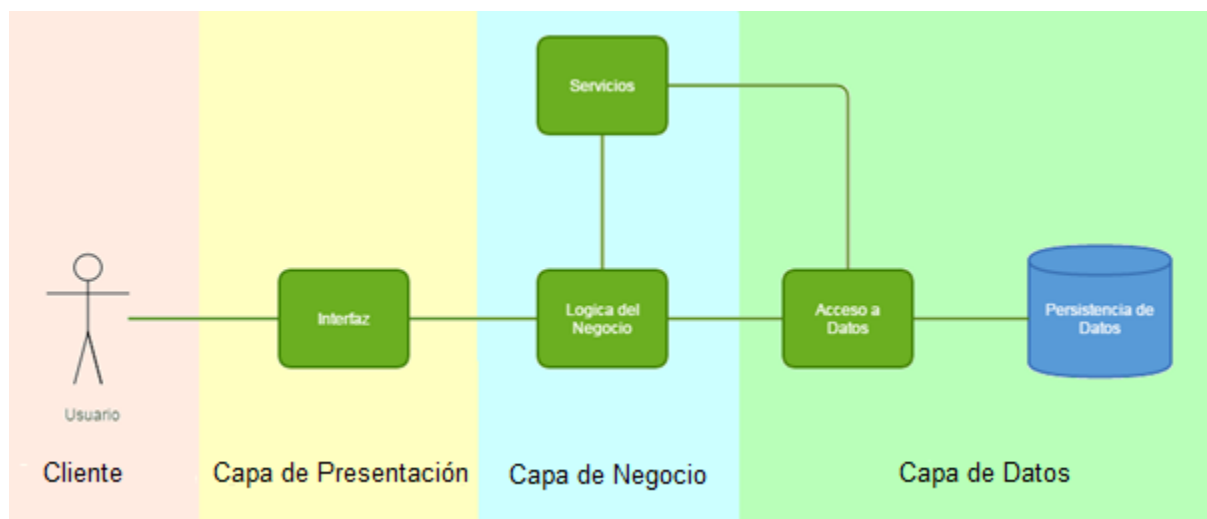 Servicios
Interfaz
Logica del
Negocio
Acceso a
Datos
Persistencia de
Datos
Usuario
Cliente
Capa de Presentación
Capa de Negocio
Capa de Datos